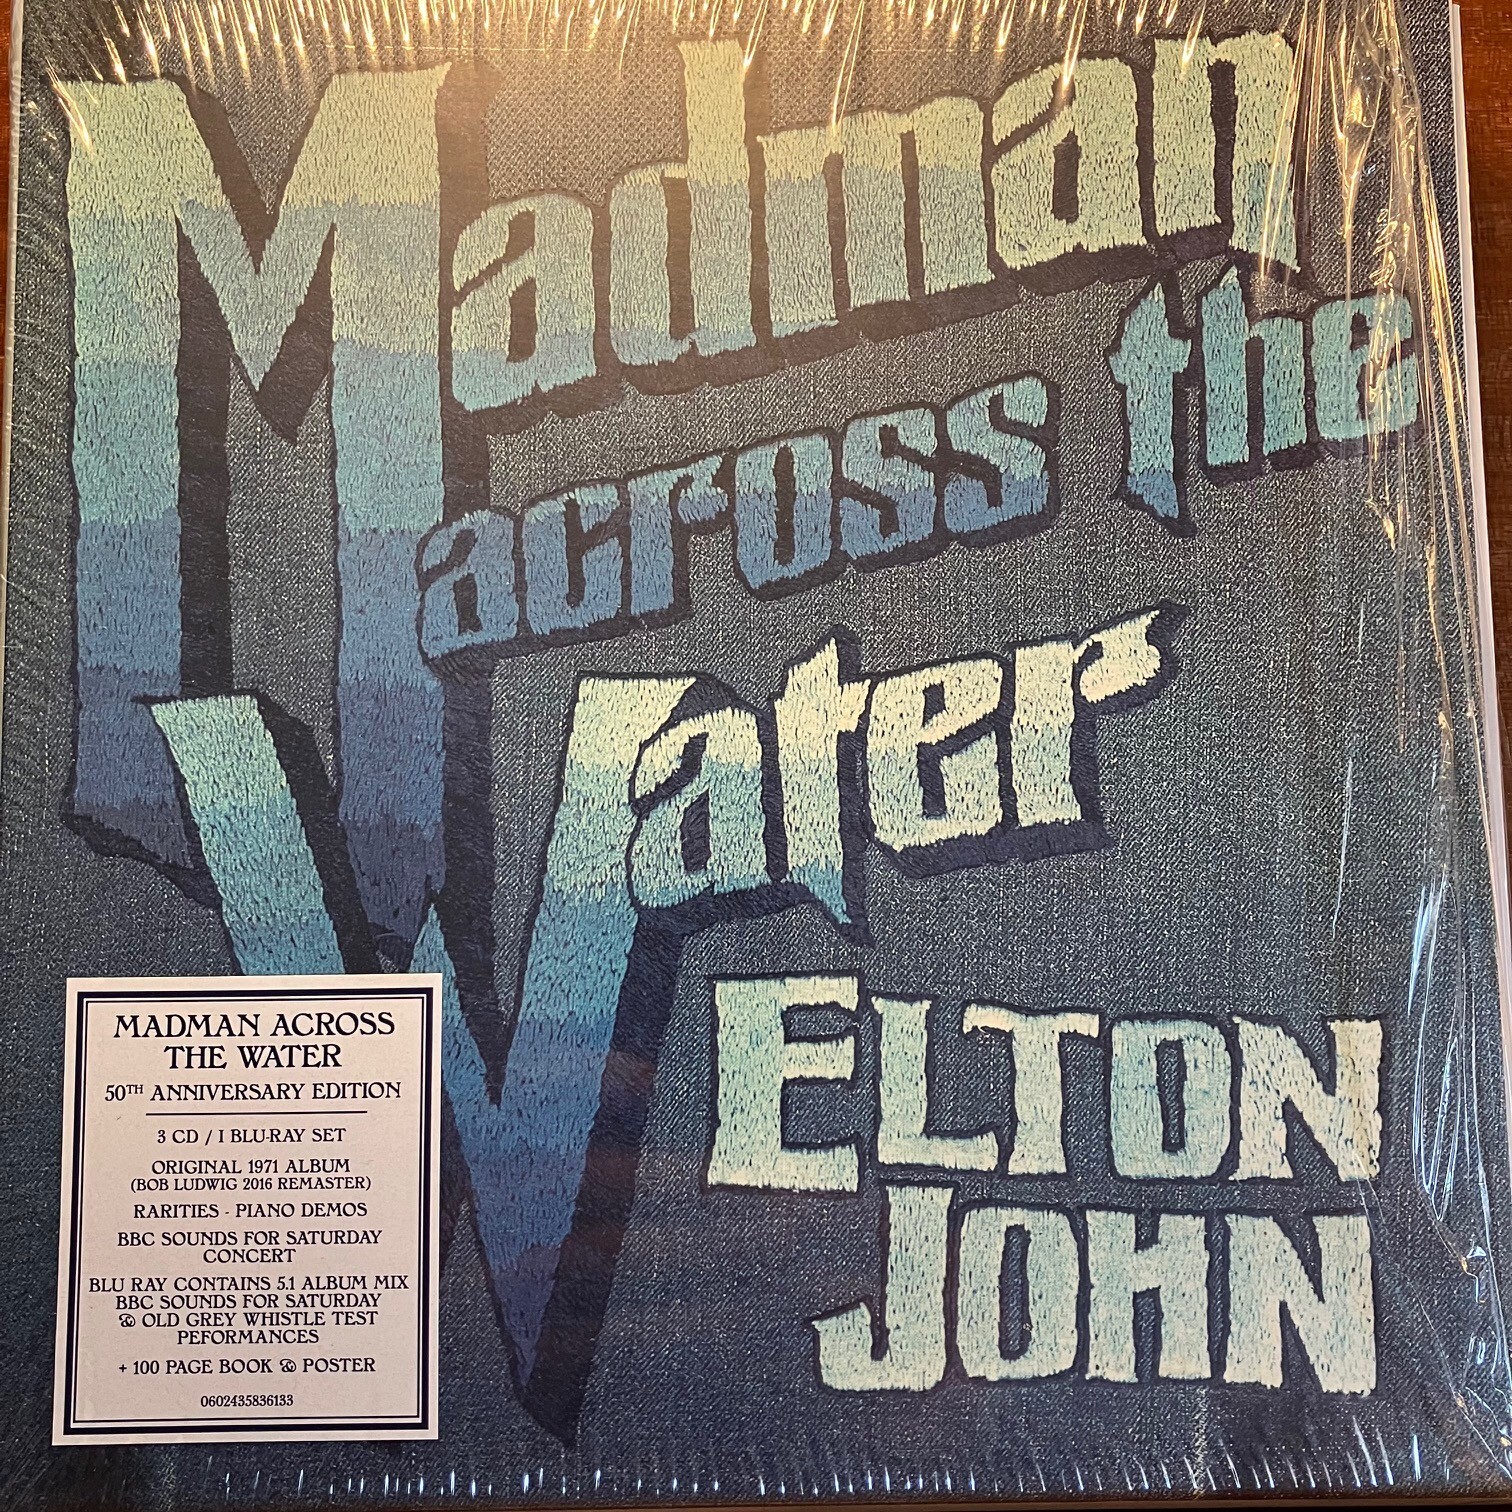 Madman
across the
Water
ELTON
JOHN
MADMAN ACROSS
THE WATER
50TH ANNIVERSARY EDITION
3 CD / 1 BLU-RAY SET
ORIGINAL 1971 ALBUM
(BOB LUDWIG 2016 REMASTER)
RARITIES - PIANO DEMOS
BBC SOUNDS FOR SATURDAY
CONCERT
BLU RAY CONTAINS 5.1 ALBUM MIX
BBC SOUNDS FOR SATURDAY
& OLD GREY WHISTLE TEST
PEFORMANCES
+ 100 PAGE BOOK & POSTER
0602435836133